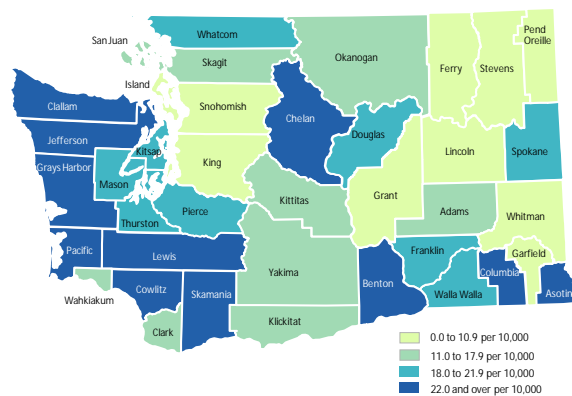 Whatcom
San Juan
Skagit
Okanogan
Pend
Oreille
Ferry
Stevens
Island
Snohomish
Clallam
Chelan
Douglas
Jefferson
Kitsap
King
Lincoln
Spokane
Grays Harbor
Mason
Grant
Kittitas
Pierce
Adams
Whitman
Thurston
Pacific
Lewis
Franklin
Garfield
Yakima
Columbia
Benton
Cowlitz
Skamania
Walla Walla
Asotin
Wahkiakum
Klickitat
Clark
0.0 to 10.9 per 10,000
11.0 to 17.9 per 10,000
18.0 to 21.9 per 10,000
22.0 and over per 10,000